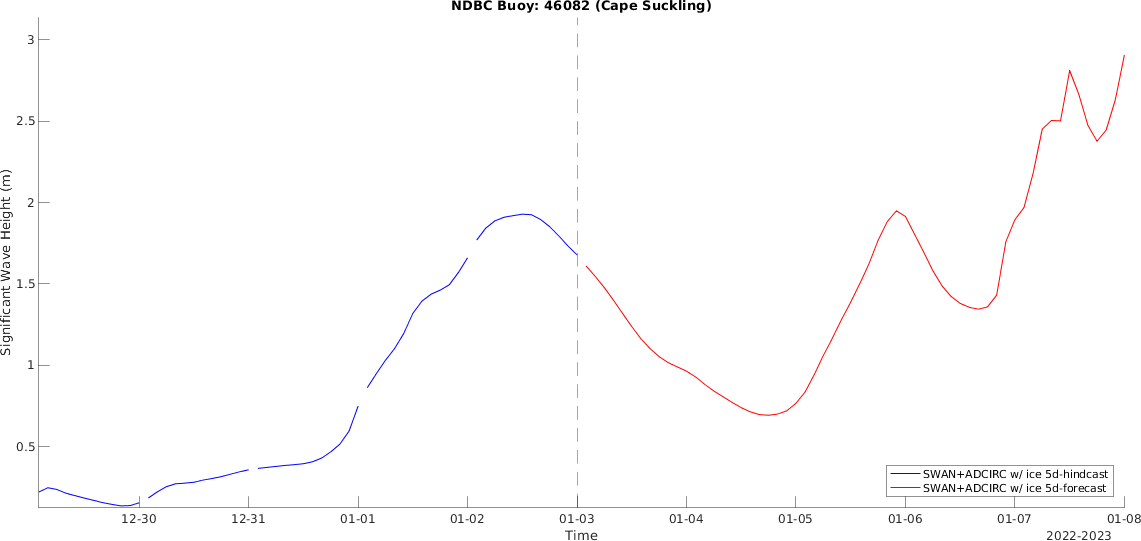 NDBC Buoy: 46082 (Cape Suckling)
Significant Wave Height (m)
3
2.5
2
1.5
1
0.5
SWAN+ADCIRC w/ ice 5d-hindcast
SWAN+ADCIRC w/ ice 5d-forecast
12-30 12-31 01-01 01-02 01-03 01-04 01-05 01-06 01-07 01-08
Time
2022-2023